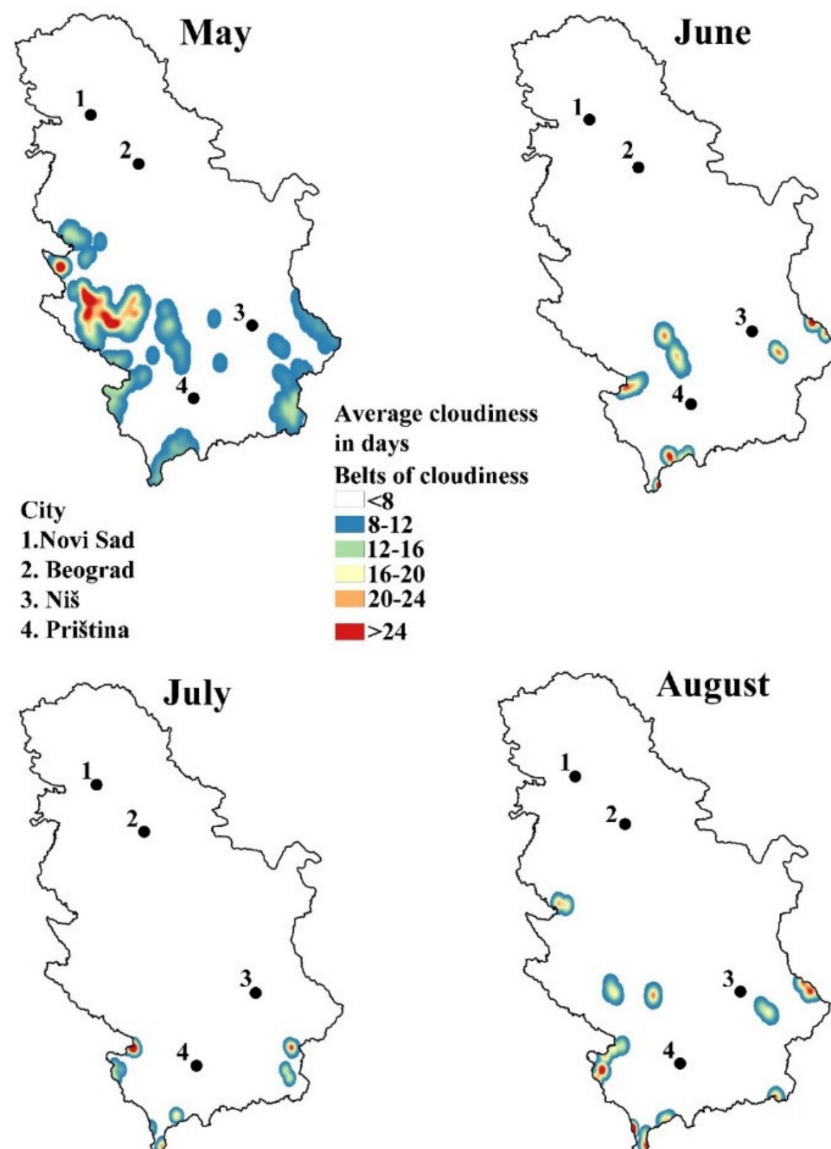 May
June
1
2
3
4
1
2
3
4
Average cloudiness
in days
Belts of cloudiness
<8
8-12
12-16
16-20
20-24
>24
City
1.Novi Sad
2. Beograd
3. Niš
4. Priština
July
August
1
2
3
4
1
2
3
4